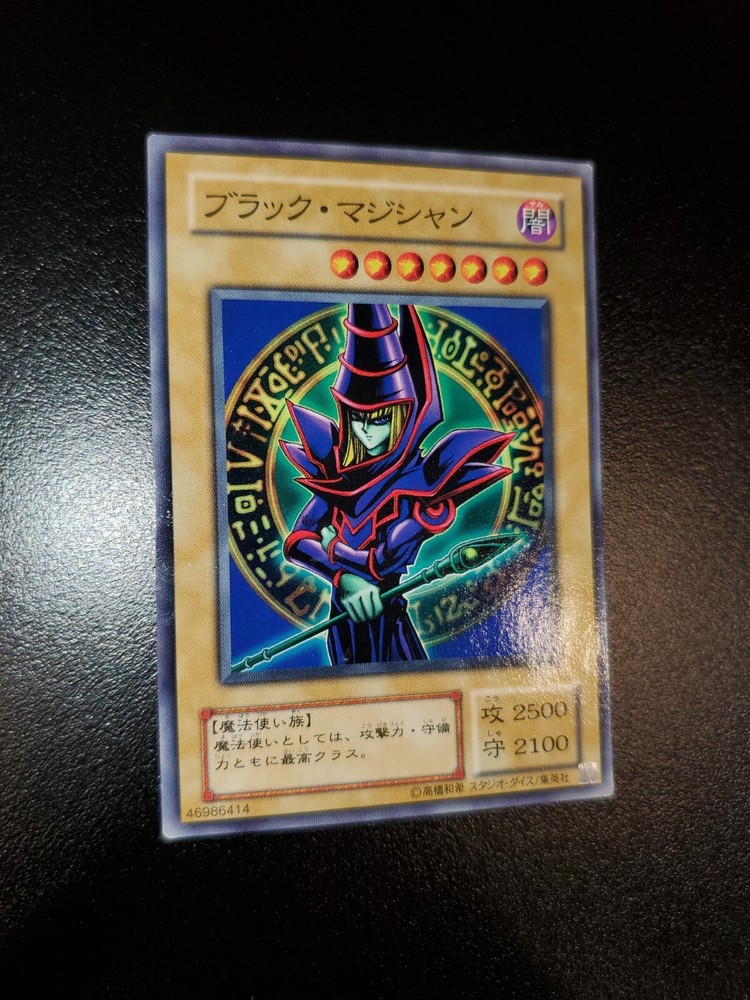 ブラック・マジシャン
闇
【魔法使い族】
魔法使いとしては、攻撃力・守備
力ともに最高クラス。
攻 2500
守 2100
46986414
©高橋和希 スタジオ・ダイス/集英社